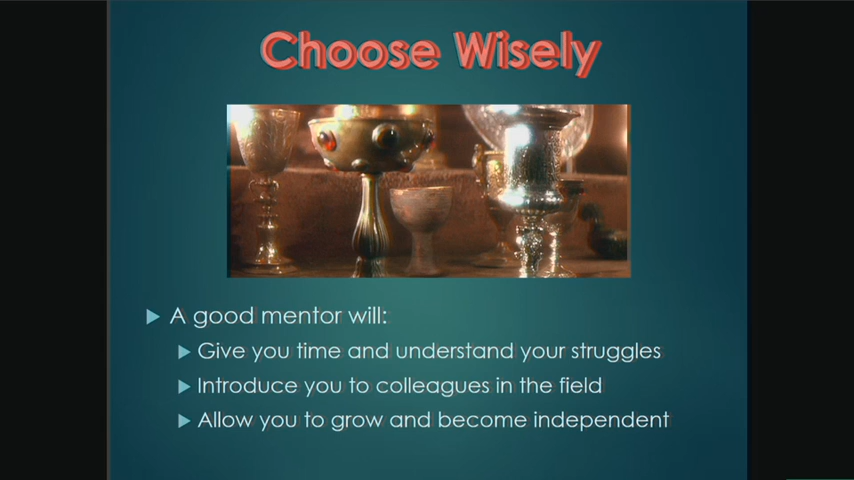 Choose Wisely
A good mentor will:
Give you time and understand your struggles
Introduce you to colleagues in the field
Allow you to grow and become independent